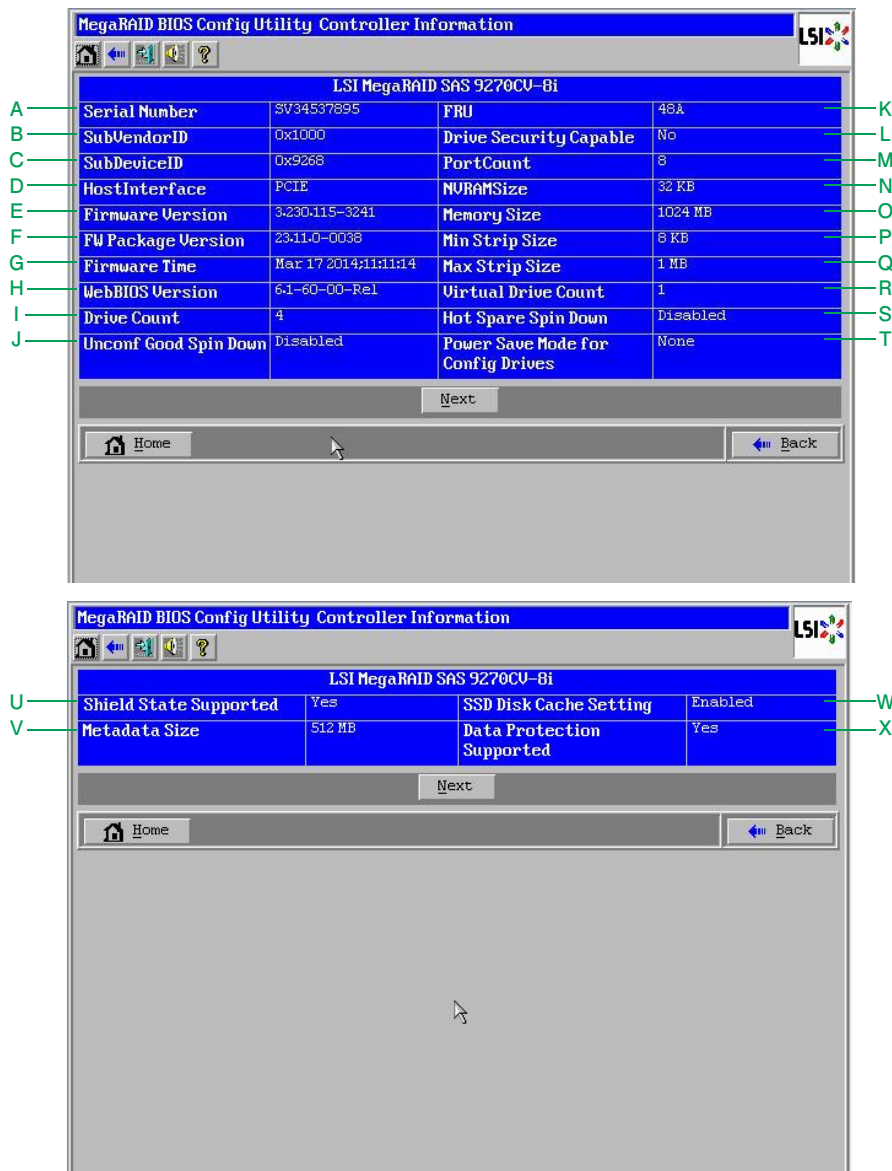 MegaRAID BIOS Config Utility Controller Information
LSI
LSI MegaRAID SAS 9270CV-8i
A Serial Number SV34537895 FRU 48A K
B SubVendorID 0x1000 Drive Security Capable No L
C SubDeviceID 0x9268 PortCount 8 M
D HostInterface PCIE NVRAMSize 32 KB N
E Firmware Version 3.230.115-3241 Memory Size 1024 MB O
F FW Package Version 23.11.0-0038 Min Strip Size 8 KB P
G Firmware Time Mar 17 2014;11:11:14 Max Strip Size 1 MB Q
H WebBIOS Version 6.1-60-00-Rel Virtual Drive Count 1 R
I Drive Count 4 Hot Spare Spin Down Disabled S
J Unconf Good Spin Down Disabled Power Save Mode for None T
Config Drives
Next
Home Back
MegaRAID BIOS Config Utility Controller Information
LSI
LSI MegaRAID SAS 9270CV-8i
U Shield State Supported Yes SSD Disk Cache Setting Enabled W
V Metadata Size 512 MB Data Protection Yes X
Supported
Next
Home Back